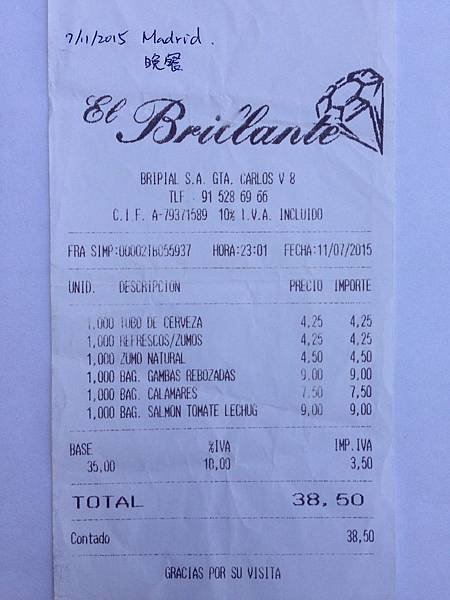 7/11/2015 Madrid.
晚餐
El Brillante
BRIPIAL S.A. GTA. CARLOS V 8
TLF. 91 528 69 66
C.I.F. A-79371589 10% I.V.A. INCLUIDO
FRA SIMP:0000216055937 HORA:23:01 FECHA:11/07/2015
UNID. DESCRIPCION PRECIO IMPORTE
1,000 TUBO DE CERVEZA 4,25 4,25
1,000 REFRESCOS/ZUMOS 4,25 4,25
1,000 ZUMO NATURAL 4,50 4,50
1,000 BAG. GAMBAS REBOZADAS 9,00 9,00
1,000 BAG. CALAMARES 7,50 7,50
1,000 BAG. SALMÓN TOMATE LECHUG 9,00 9,00
BASE %IVA IMP.IVA
35,00 10,00 3,50
TOTAL 38,50
Contado 38,50
GRACIAS POR SU VISITA